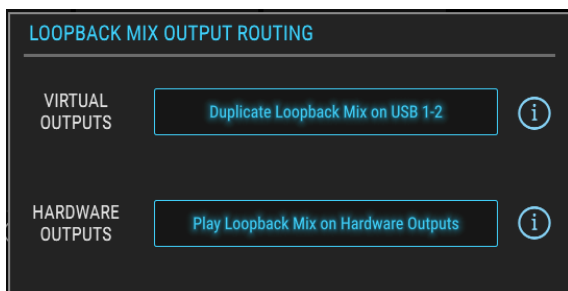 LOOPBACK MIX OUTPUT ROUTING
VIRTUAL
OUTPUTS
Duplicate Loopback Mix on USB 1-2
i
HARDWARE
OUTPUTS
Play Loopback Mix on Hardware Outputs
i